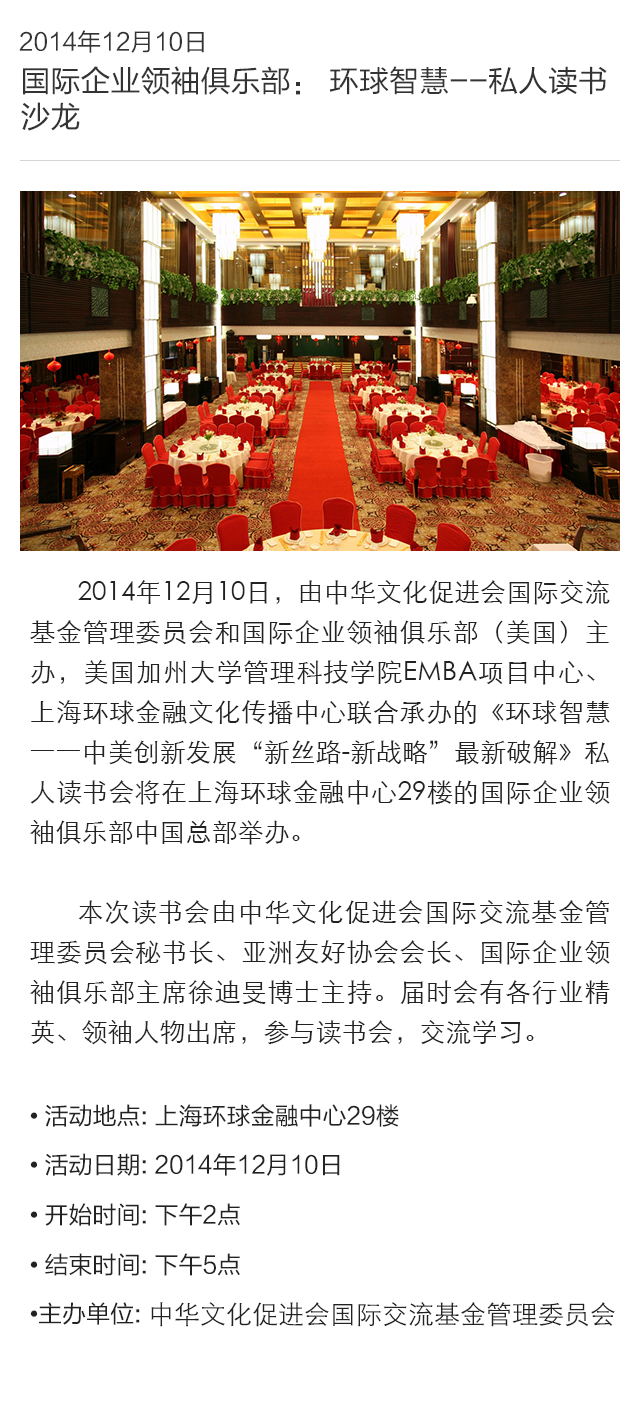 2014年12月10日
国际企业领袖俱乐部： 环球智慧--私人读书
沙龙
2014年12月10日，由中华文化促进会国际交流
基金管理委员会和国际企业领袖俱乐部（美国）主
办，美国加州大学管理科技学院EMBA项目中心、
上海环球金融文化传播中心联合承办的《环球智慧
——中美创新发展“新丝路-新战略”最新破解》私
人读书会将在上海环球金融中心29楼的国际企业领
袖俱乐部中国总部举办。
本次读书会由中华文化促进会国际交流基金管
理委员会秘书长、亚洲友好协会会长、国际企业领
袖俱乐部主席徐迪旻博士主持。届时会有各行业精
英、领袖人物出席，参与读书会，交流学习。
• 活动地点: 上海环球金融中心29楼
• 活动日期: 2014年12月10日
• 开始时间: 下午2点
• 结束时间: 下午5点
•主办单位: 中华文化促进会国际交流基金管理委员会